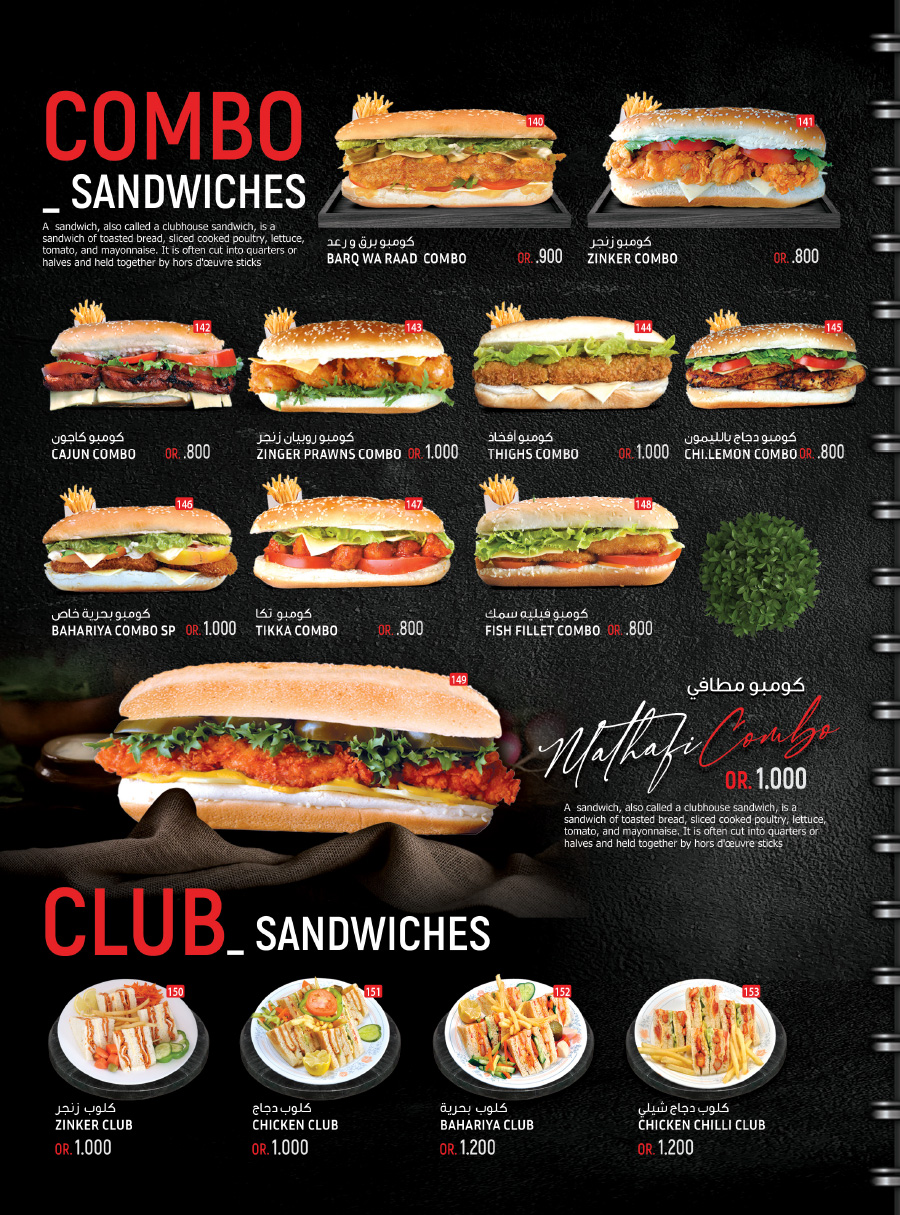 COMBO
_ SANDWICHES
A sandwich, also called a clubhouse sandwich, is a
sandwich of toasted bread, sliced cooked poultry, lettuce,
tomato, and mayonnaise. It is often cut into quarters or
halves and held together by hors d'œuvre sticks
140
كومبو برق و رعد
BARQ WA RAAD COMBO OR. .900
141
كومبو زنجر
ZINKER COMBO OR. .800
142
كومبو كاجون
CAJUN COMBO OR. .800
143
كومبو روبيان زنجر
ZINGER PRAWNS COMBO OR. 1.000
144
كومبو أفخاذ
THIGHS COMBO OR. 1.000
145
كومبو دجاج بالليمون
CHI.LEMON COMBO OR. .800
146
كومبو بحرية خاص
BAHARIYA COMBO SP OR. 1.000
147
كومبو تكا
TIKKA COMBO OR. .800
148
كومبو فيليه سمك
FISH FILLET COMBO OR. .800
149
كومبو مطافي
Mathafi Combo
OR. 1.000
A sandwich, also called a clubhouse sandwich, is a
sandwich of toasted bread, sliced cooked poultry, lettuce,
tomato, and mayonnaise. It is often cut into quarters or
halves and held together by hors d'œuvre sticks
CLUB_ SANDWICHES
150
كلوب زنجر
ZINKER CLUB
OR. 1.000
151
كلوب دجاج
CHICKEN CLUB
OR. 1.000
152
كلوب بحرية
BAHARIYA CLUB
OR. 1.200
153
كلوب دجاج شيلي
CHICKEN CHILLI CLUB
OR. 1.200